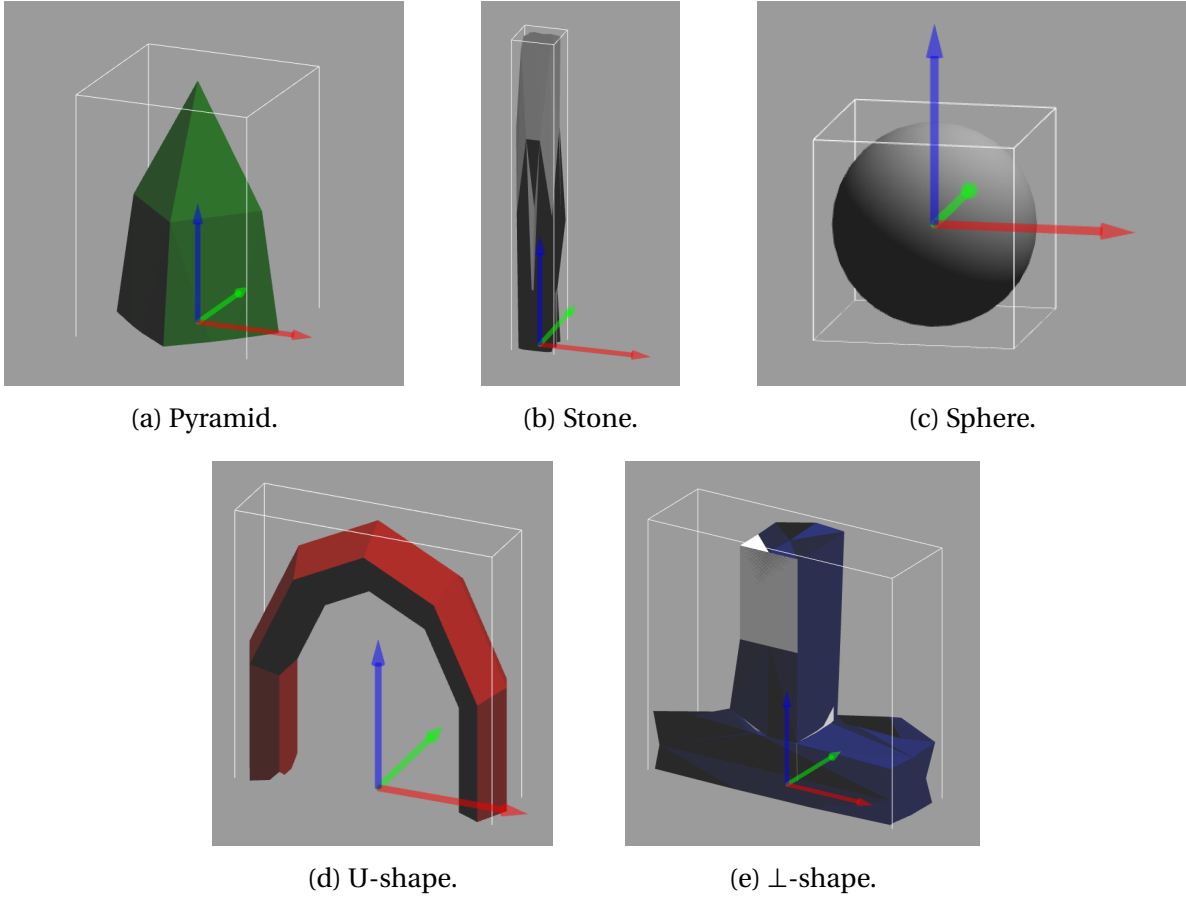 (a) Pyramid.
(b) Stone.
(c) Sphere.
(d) U-shape.
(e) ⊥-shape.